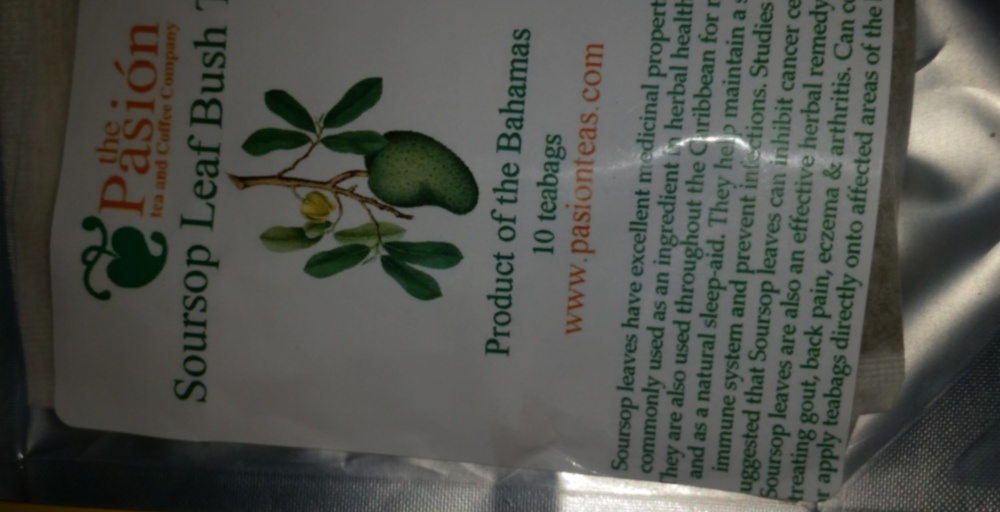 the
Pasión
tea and Coffee Company
Soursop Leaf Bush
Product of the Bahamas
10 teabags
www.pasionteas.com
Soursop leaves have excellent medicinal
commonly used as an ingredient in herbal
they are also used throughout the Caribbean for
and as a natural sleep-aid. They help maintain a
immune system and prevent infections. Studies
uggested that Soursop leaves can inhibit cancer
Soursop leaves are also an effective herbal remedy
treating gout, back pain, eczema & arthritis. Can
r apply teabags directly onto affected areas of the